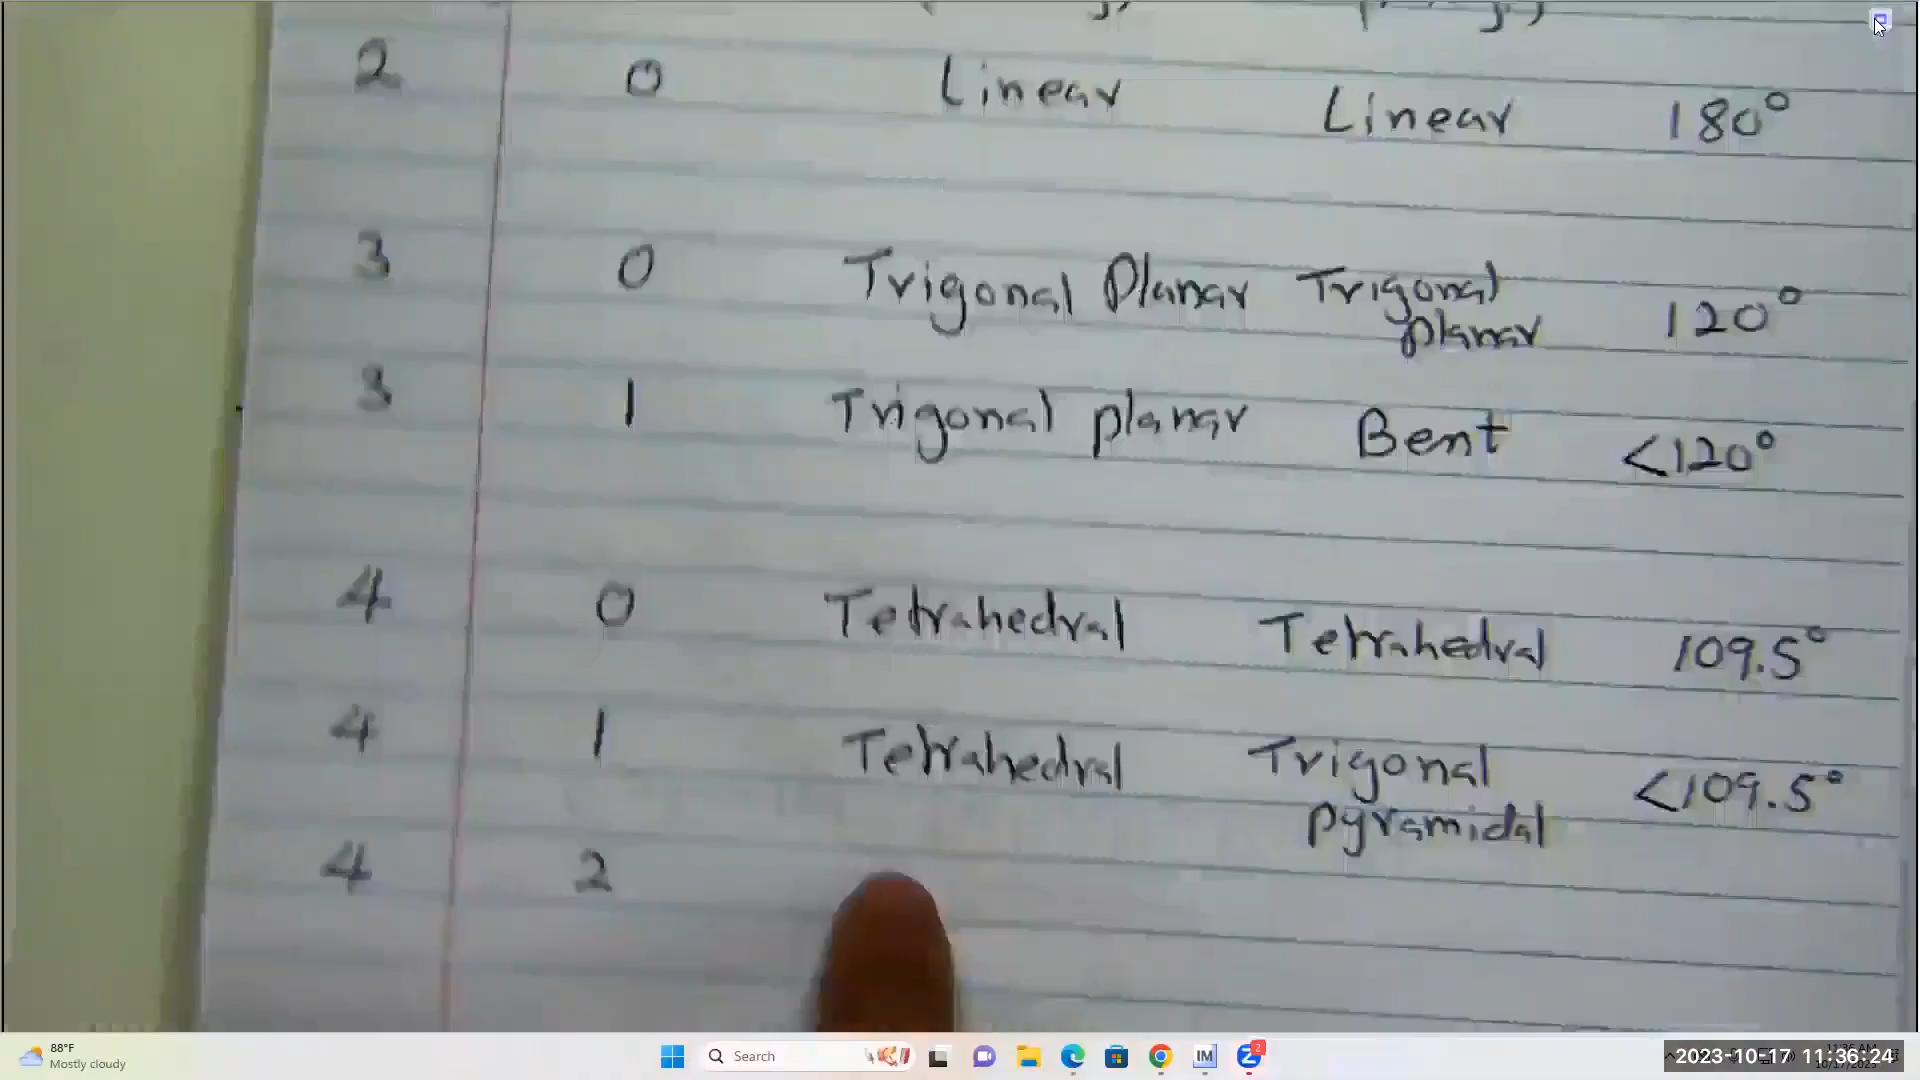 2 0 Linear Linear 180°
3 0 Trigonal Planar Trigonal planar 120°
3 1 Trigonal planar Bent <120°
4 0 Tetrahedral Tetrahedral 109.5°
4 1 Tetrahedral Trigonal pyramidal <109.5°
4 2
88°F
Mostly cloudy
Search
IM
Z
2
2023-10-17 11:36:24